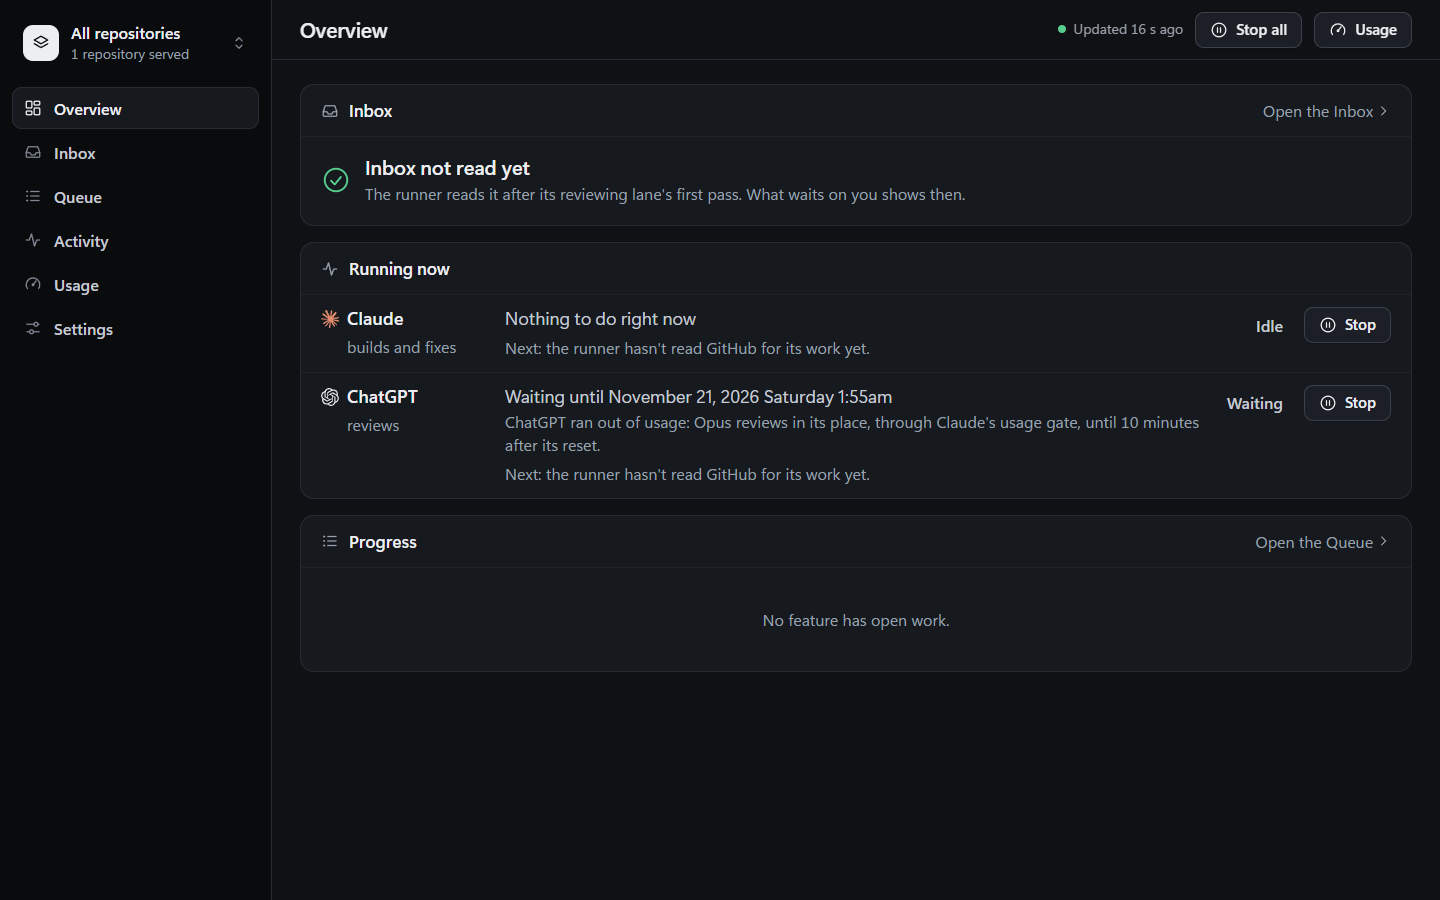 All repositories
1 repository served
Overview
Inbox
Queue
Activity
Usage
Settings
Overview
Updated 16 s ago
Stop all
Usage
Inbox
Open the Inbox
Inbox not read yet
The runner reads it after its reviewing lane's first pass. What waits on you shows then.
Running now
Claude
builds and fixes
Nothing to do right now
Next: the runner hasn't read GitHub for its work yet.
Idle
Stop
ChatGPT
reviews
Waiting until November 21, 2026 Saturday 1:55am
ChatGPT ran out of usage: Opus reviews in its place, through Claude's usage gate, until 10 minutes
after its reset.
Next: the runner hasn't read GitHub for its work yet.
Waiting
Stop
Progress
Open the Queue
No feature has open work.